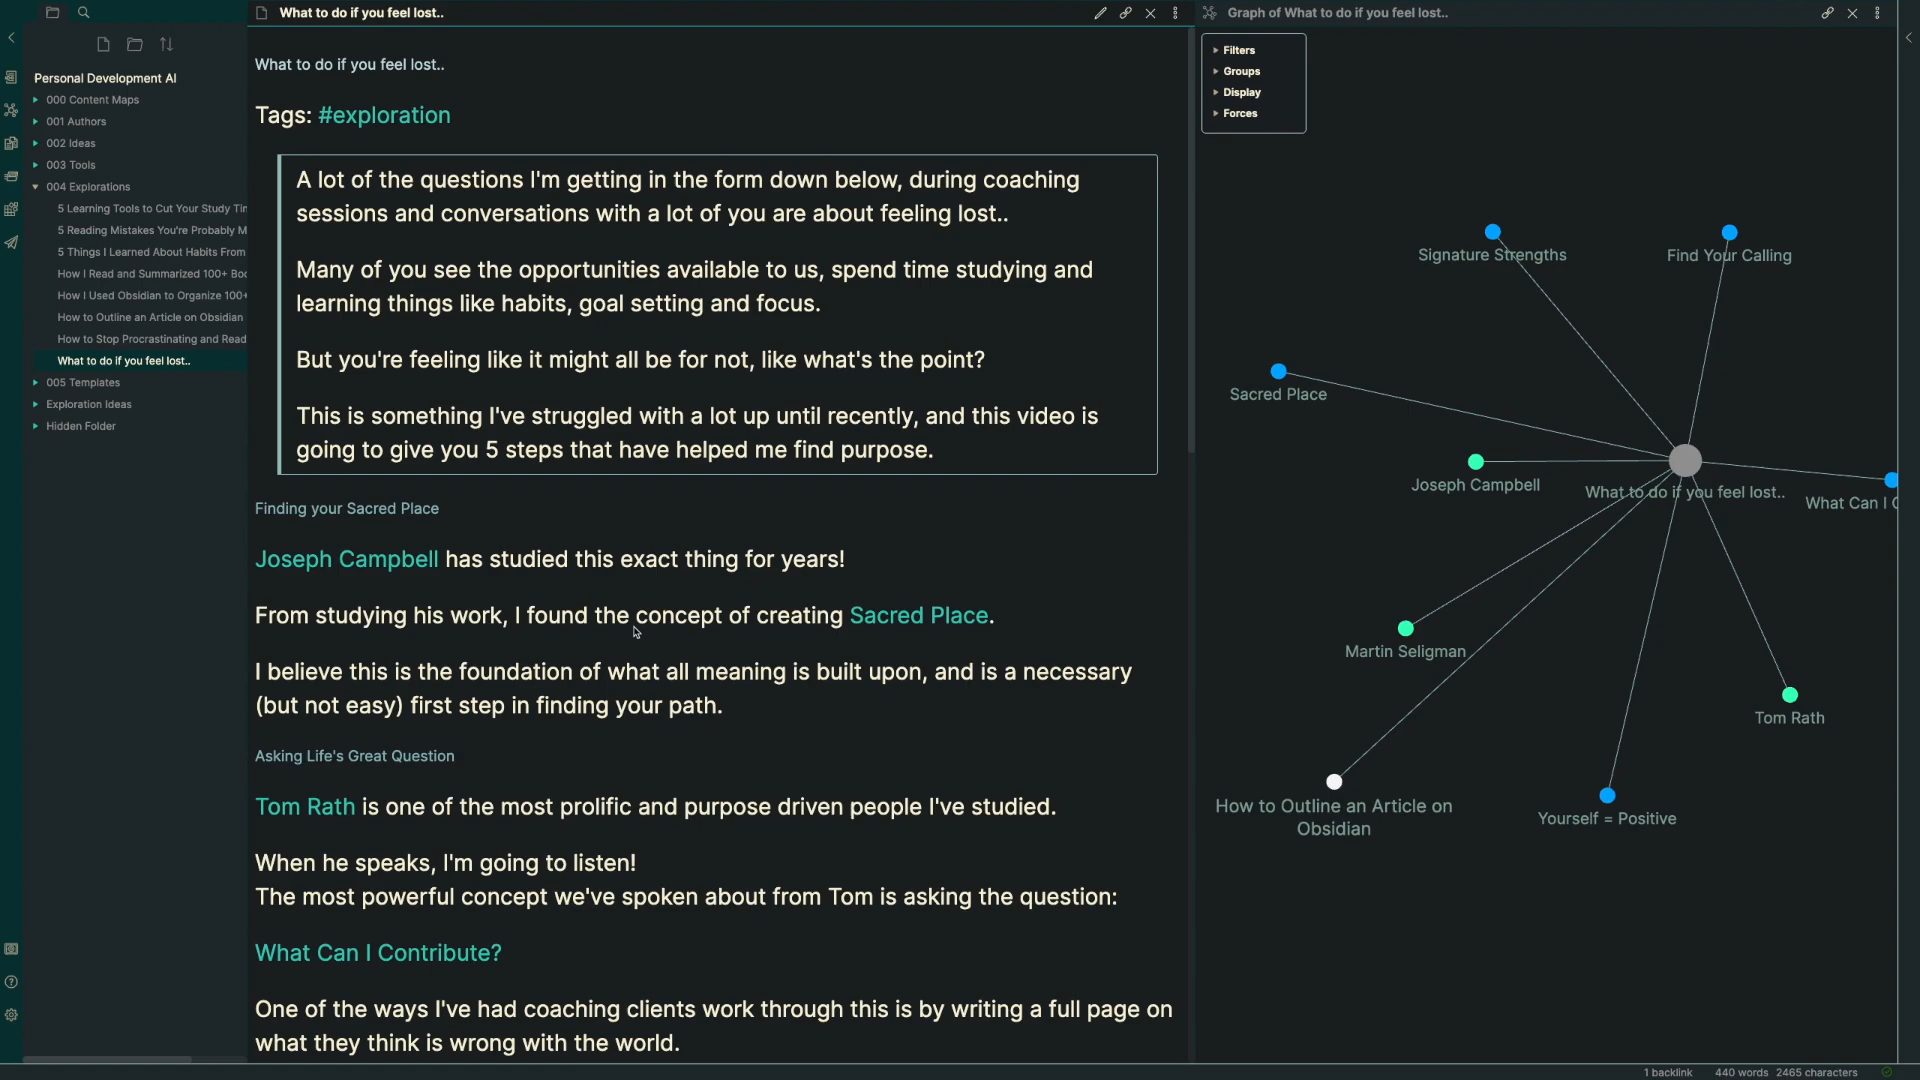 What to do if you feel lost..
Graph of What to do if you feel lost..
Personal Development AI
000 Content Maps
001 Authors
002 Ideas
003 Tools
004 Explorations
5 Learning Tools to Cut Your Study Tin
5 Reading Mistakes You're Probably M
5 Things I Learned About Habits From
How I Read and Summarized 100+ Boo
How I Used Obsidian to Organize 100+
How to Outline an Article on Obsidian
How to Stop Procrastinating and Read
What to do if you feel lost..
005 Templates
Exploration Ideas
Hidden Folder
What to do if you feel lost..
Tags: #exploration
A lot of the questions I'm getting in the form down below, during coaching
sessions and conversations with a lot of you are about feeling lost..
Many of you see the opportunities available to us, spend time studying and
learning things like habits, goal setting and focus.
But you're feeling like it might all be for not, like what's the point?
This is something I've struggled with a lot up until recently, and this video is
going to give you 5 steps that have helped me find purpose.
Finding your Sacred Place
Joseph Campbell has studied this exact thing for years!
From studying his work, I found the concept of creating Sacred Place.
I believe this is the foundation of what all meaning is built upon, and is a necessary
(but not easy) first step in finding your path.
Asking Life's Great Question
Tom Rath is one of the most prolific and purpose driven people I've studied.
When he speaks, I'm going to listen!
The most powerful concept we've spoken about from Tom is asking the question:
What Can I Contribute?
One of the ways I've had coaching clients work through this is by writing a full page on
what they think is wrong with the world.
Filters
Groups
Display
Forces
Signature Strengths
Find Your Calling
Sacred Place
Joseph Campbell
What to do if you feel lost..
What Can I C
Martin Seligman
Tom Rath
How to Outline an Article on
Obsidian
Yourself = Positive
1 backlink
440 words 2465 characters